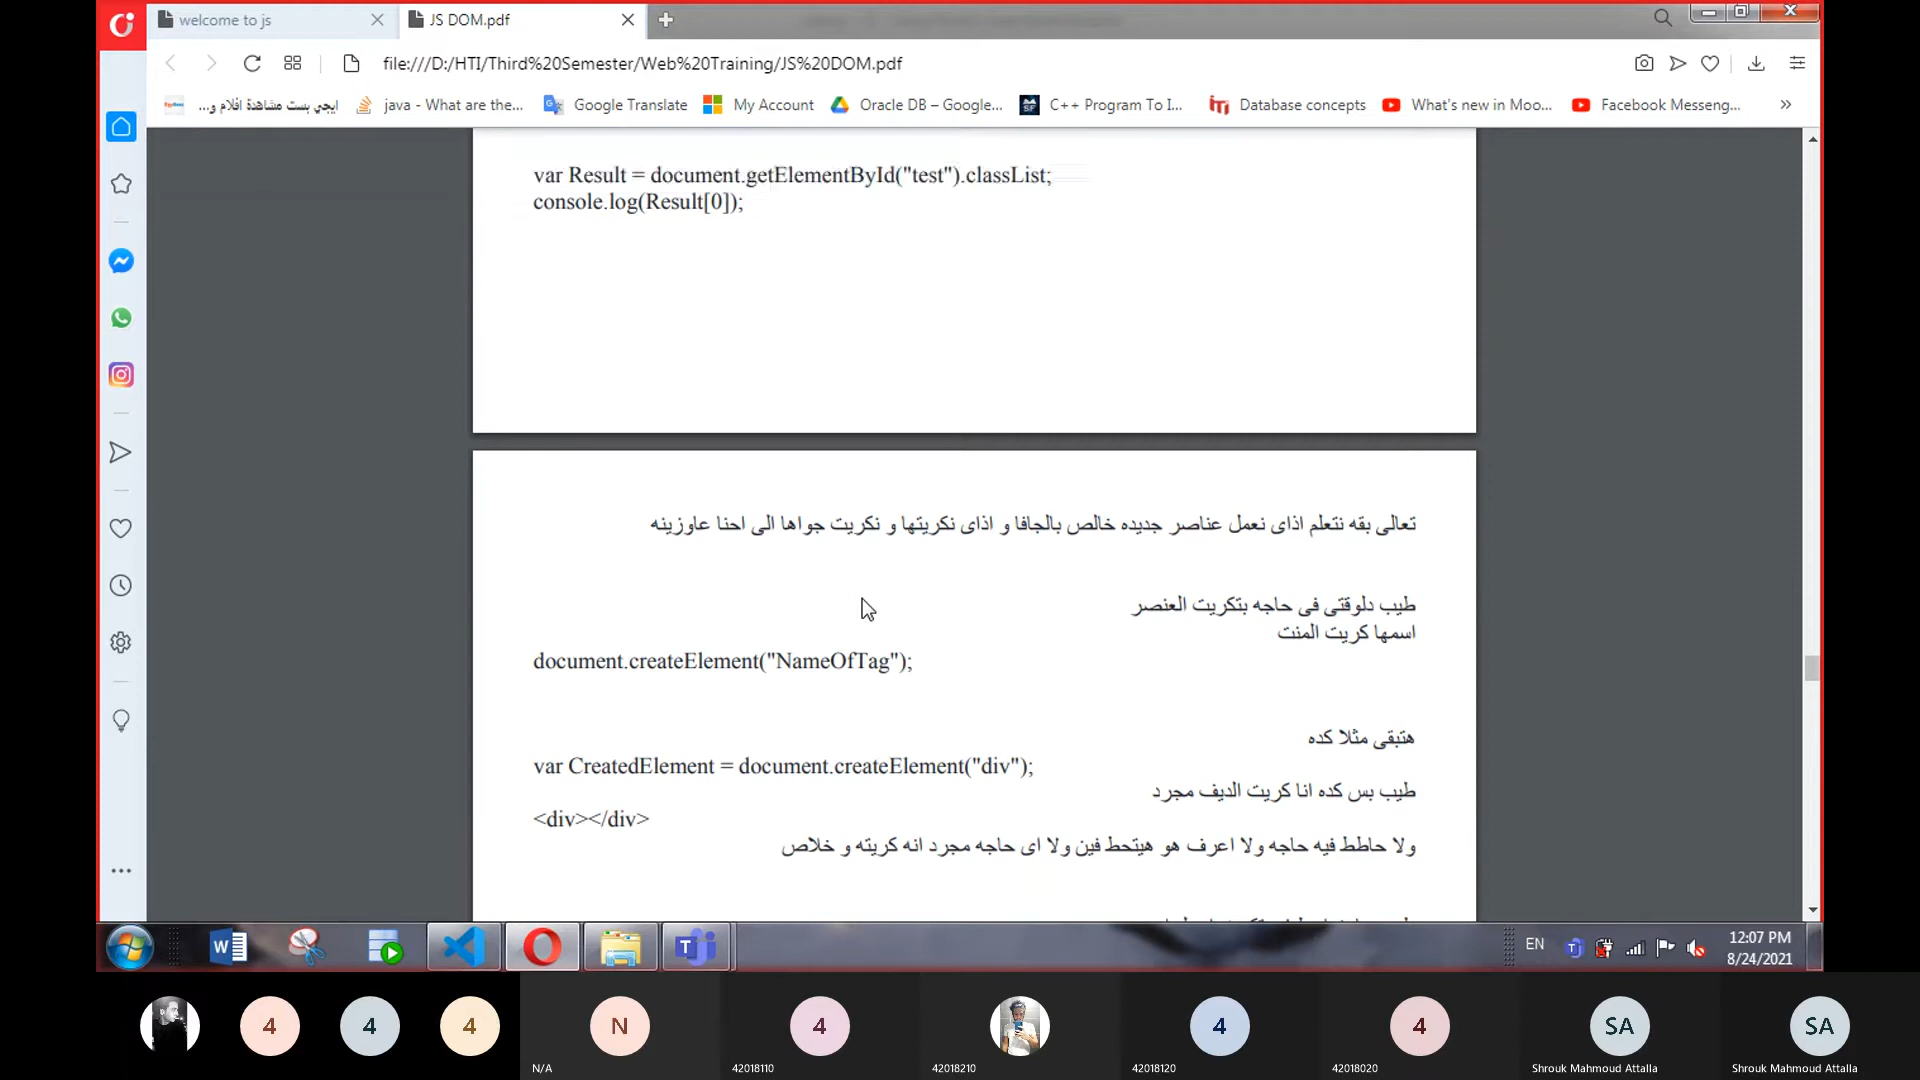 welcome to js
JS DOM.pdf
file:///D:/HTI/Third%20Semester/Web%20Training/JS%20DOM.pdf
ايجي بست مشاهدة افلام و...
java - What are the...
Google Translate
My Account
Oracle DB – Google...
C++ Program To I...
Database concepts
What's new in Moo...
Facebook Messeng...
var Result = document.getElementById("test").classList;
console.log(Result[0]);
تعالى بقه نتعلم اذاى نعمل عناصر جديده خالص بالجافا و اذاى نكريتها و نكريت جواها الى احنا عاوزينه
طيب دلوقتى فى حاجه بتكريت العنصر
اسمها كريت المنت
document.createElement("NameOfTag");
هتبقى مثلا كده
var CreatedElement = document.createElement("div");
طيب بس كده انا كريت الديف مجرد
<div></div>
ولا حاطط فيه حاجه ولا اعرف هو هيتحط فين ولا اى حاجه مجرد انه كريته و خلاص
EN
12:07 PM
8/24/2021
4
4
4
N
4
4
4
SA
SA
N/A
42018110
42018210
42018120
42018020
Shrouk Mahmoud Attalla
Shrouk Mahmoud Attalla